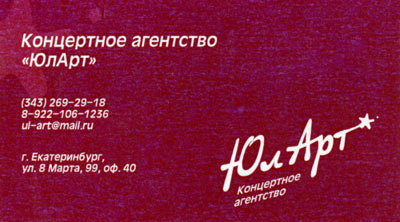 Концертное агентство
«ЮлАрт»
(343) 269-29-18
8-922-106-1236
ul-art@mail.ru
г. Екатеринбург,
ул. 8 Марта, 99, оф. 40
ЮлАрт
Концертное
агентство